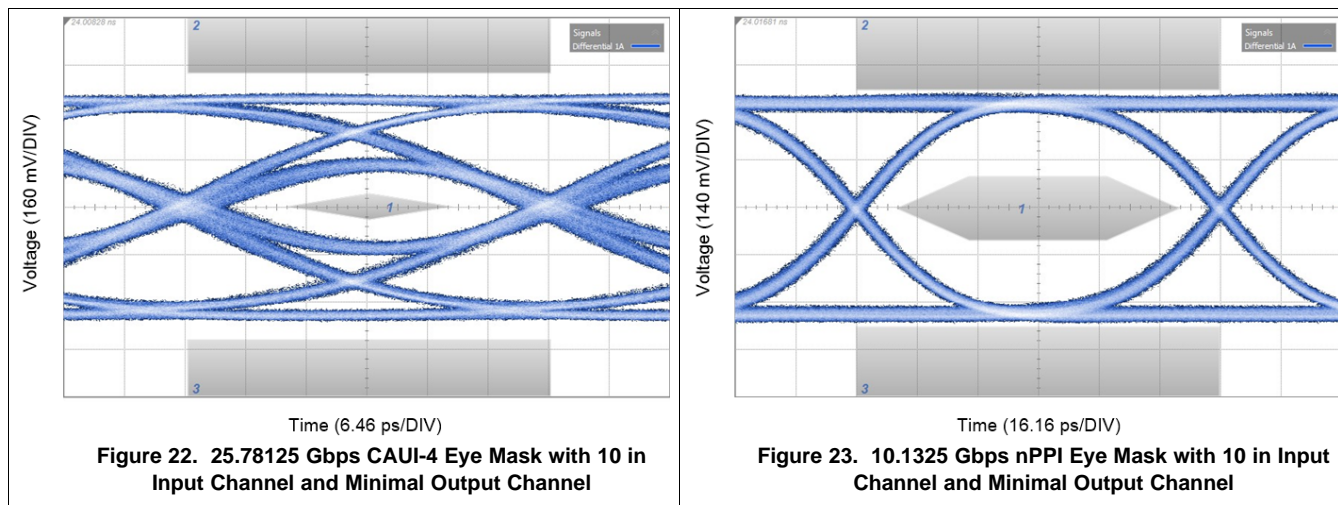 24.00828 ns
2
Signals
Differential 1A
1
3
Voltage (160 mV/DIV)
Time (6.46 ps/DIV)
Figure 22. 25.78125 Gbps CAUI-4 Eye Mask with 10 in
Input Channel and Minimal Output Channel
24.01681 ns
2
Signals
Differential 1A
1
3
Voltage (140 mV/DIV)
Time (16.16 ps/DIV)
Figure 23. 10.1325 Gbps nPPI Eye Mask with 10 in Input
Channel and Minimal Output Channel